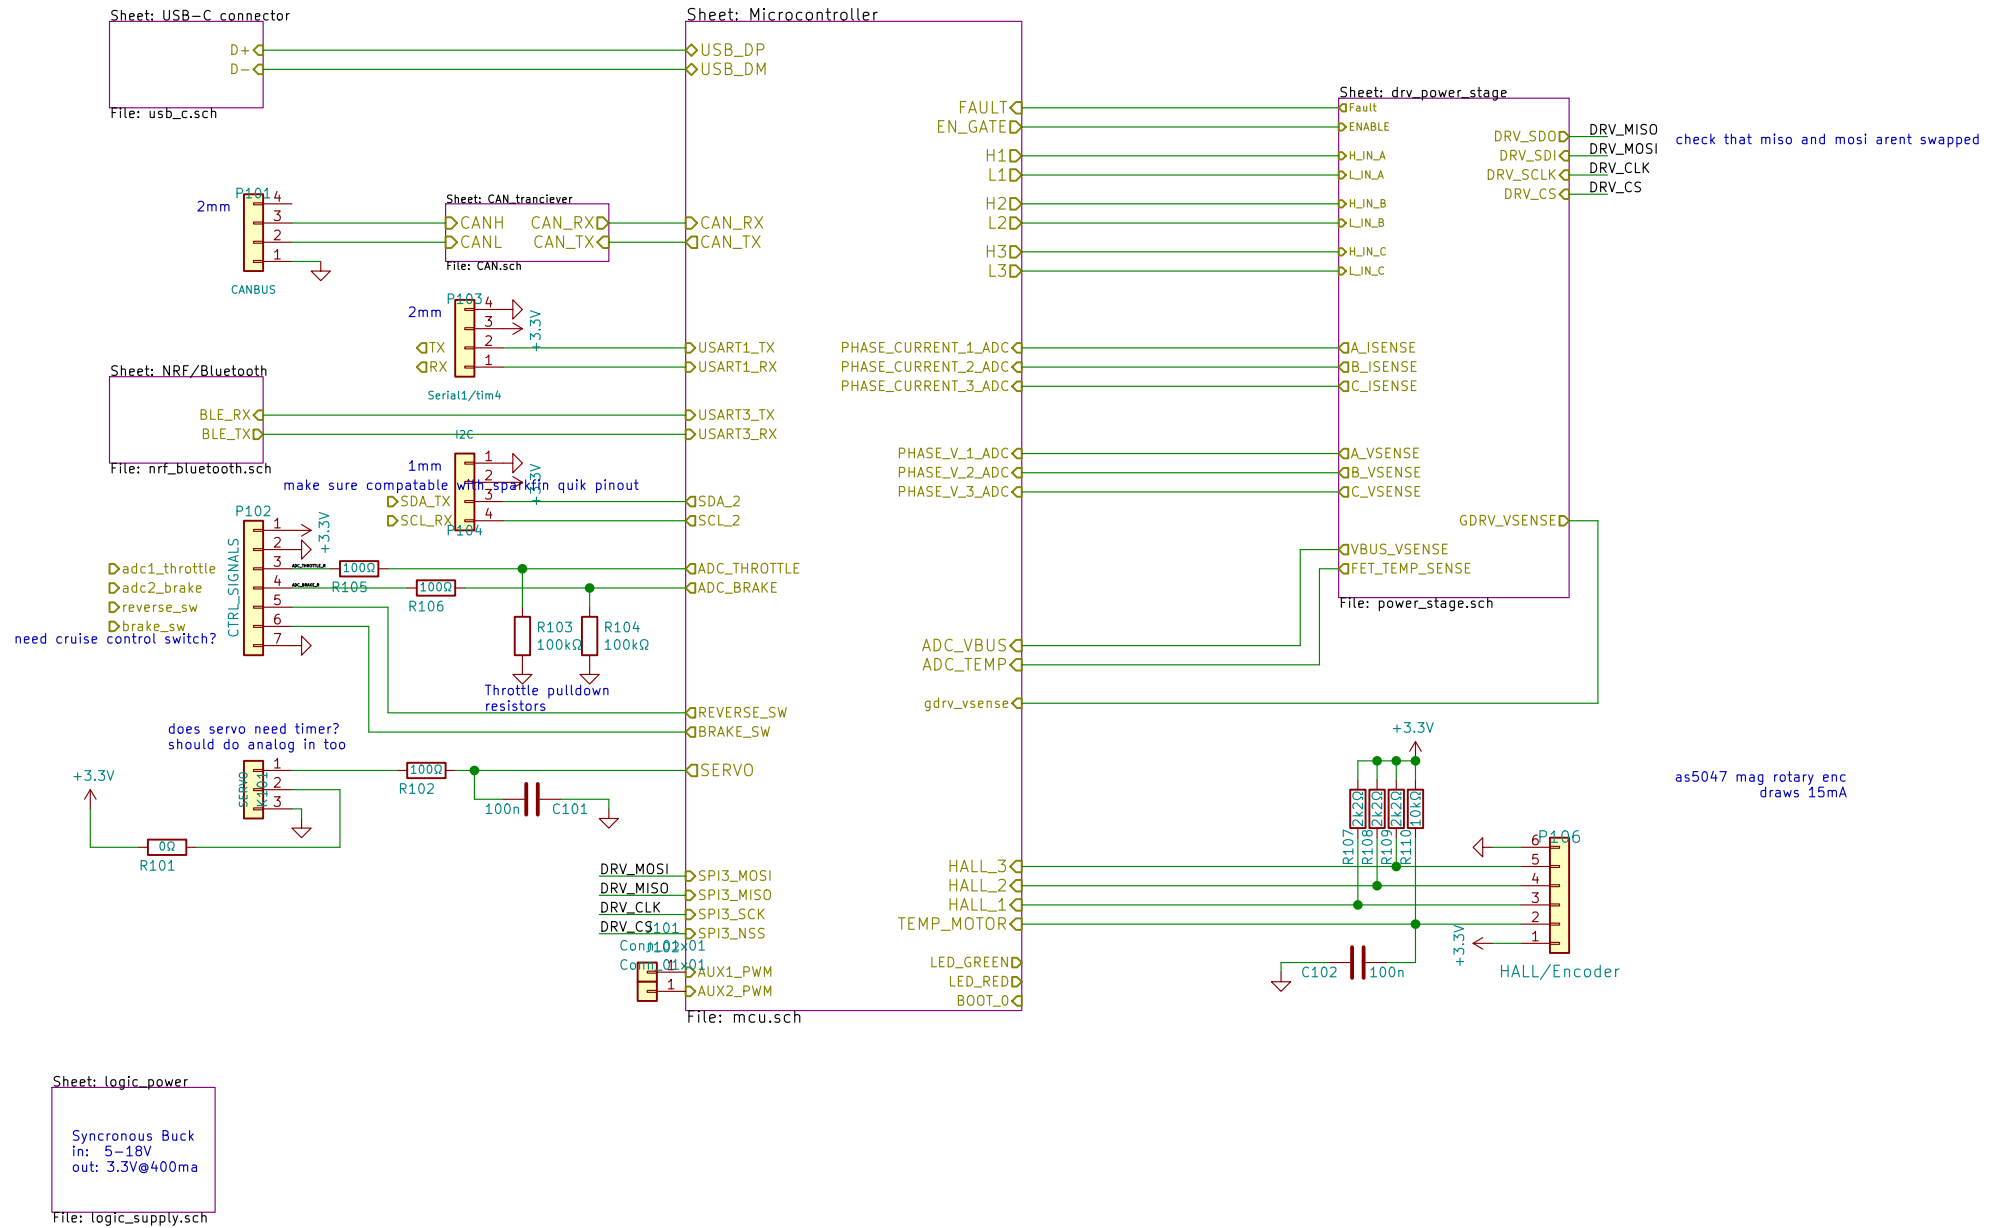 Sheet: USB-C connector
D+
D-
File: usb_c.sch
P101
2mm
4
3
2
1
CANBUS
Sheet: CAN_tranciever
CANH
CANL
CAN_RX
CAN_TX
File: CAN.sch
P103
2mm
4
3
2
1
+3.3V
TX
RX
Serial1/tim4
Sheet: NRF/Bluetooth
BLE_RX
BLE_TX
File: nrf_bluetooth.sch
I2C
1mm
1
2
3
4
+3.3V
make sure compatable with sparkfin quik pinout
SDA_TX
SCL_RX
P104
P102
CTRL_SIGNALS
1
2
3
4
5
6
7
+3.3V
adc1_throttle
adc2_brake
reverse_sw
brake_sw
need cruise control switch?
ADC_THROTTLE_R
ADC_BRAKE_R
100Ω
R105
100Ω
R106
R103
100kΩ
R104
100kΩ
Throttle pulldown
resistors
does servo need timer?
should do analog in too
SERVO
K101
1
2
3
+3.3V
0Ω
R101
100Ω
R102
100n
C101
DRV_MOSI
DRV_MISO
DRV_CLK
DRV_CS
J101
Conn_01x01
J102
Conn_01x01
1
1
Sheet: Microcontroller
USB_DP
USB_DM
CAN_RX
CAN_TX
USART1_TX
USART1_RX
USART3_TX
USART3_RX
SDA_2
SCL_2
ADC_THROTTLE
ADC_BRAKE
REVERSE_SW
BRAKE_SW
SERVO
SPI3_MOSI
SPI3_MISO
SPI3_SCK
SPI3_NSS
AUX1_PWM
AUX2_PWM
FAULT
EN_GATE
H1
L1
H2
L2
H3
L3
PHASE_CURRENT_1_ADC
PHASE_CURRENT_2_ADC
PHASE_CURRENT_3_ADC
PHASE_V_1_ADC
PHASE_V_2_ADC
PHASE_V_3_ADC
ADC_VBUS
ADC_TEMP
gdrv_vsense
HALL_3
HALL_2
HALL_1
TEMP_MOTOR
LED_GREEN
LED_RED
BOOT_0
File: mcu.sch
Sheet: drv_power_stage
Fault
ENABLE
H_IN_A
L_IN_A
H_IN_B
L_IN_B
H_IN_C
L_IN_C
A_ISENSE
B_ISENSE
C_ISENSE
A_VSENSE
B_VSENSE
C_VSENSE
VBUS_VSENSE
FET_TEMP_SENSE
DRV_SDO
DRV_SDI
DRV_SCLK
DRV_CS
GDRV_VSENSE
File: power_stage.sch
DRV_MISO
DRV_MOSI
DRV_CLK
DRV_CS
check that miso and mosi arent swapped
+3.3V
2k2Ω
2k2Ω
2k2Ω
10kΩ
R107
R108
R109
R110
as5047 mag rotary enc
draws 15mA
P106
6
5
4
3
2
1
+3.3V
HALL/Encoder
C102
100n
Sheet: logic_power
Syncronous Buck
in:  5-18V
out: 3.3V@400ma
File: logic_supply.sch